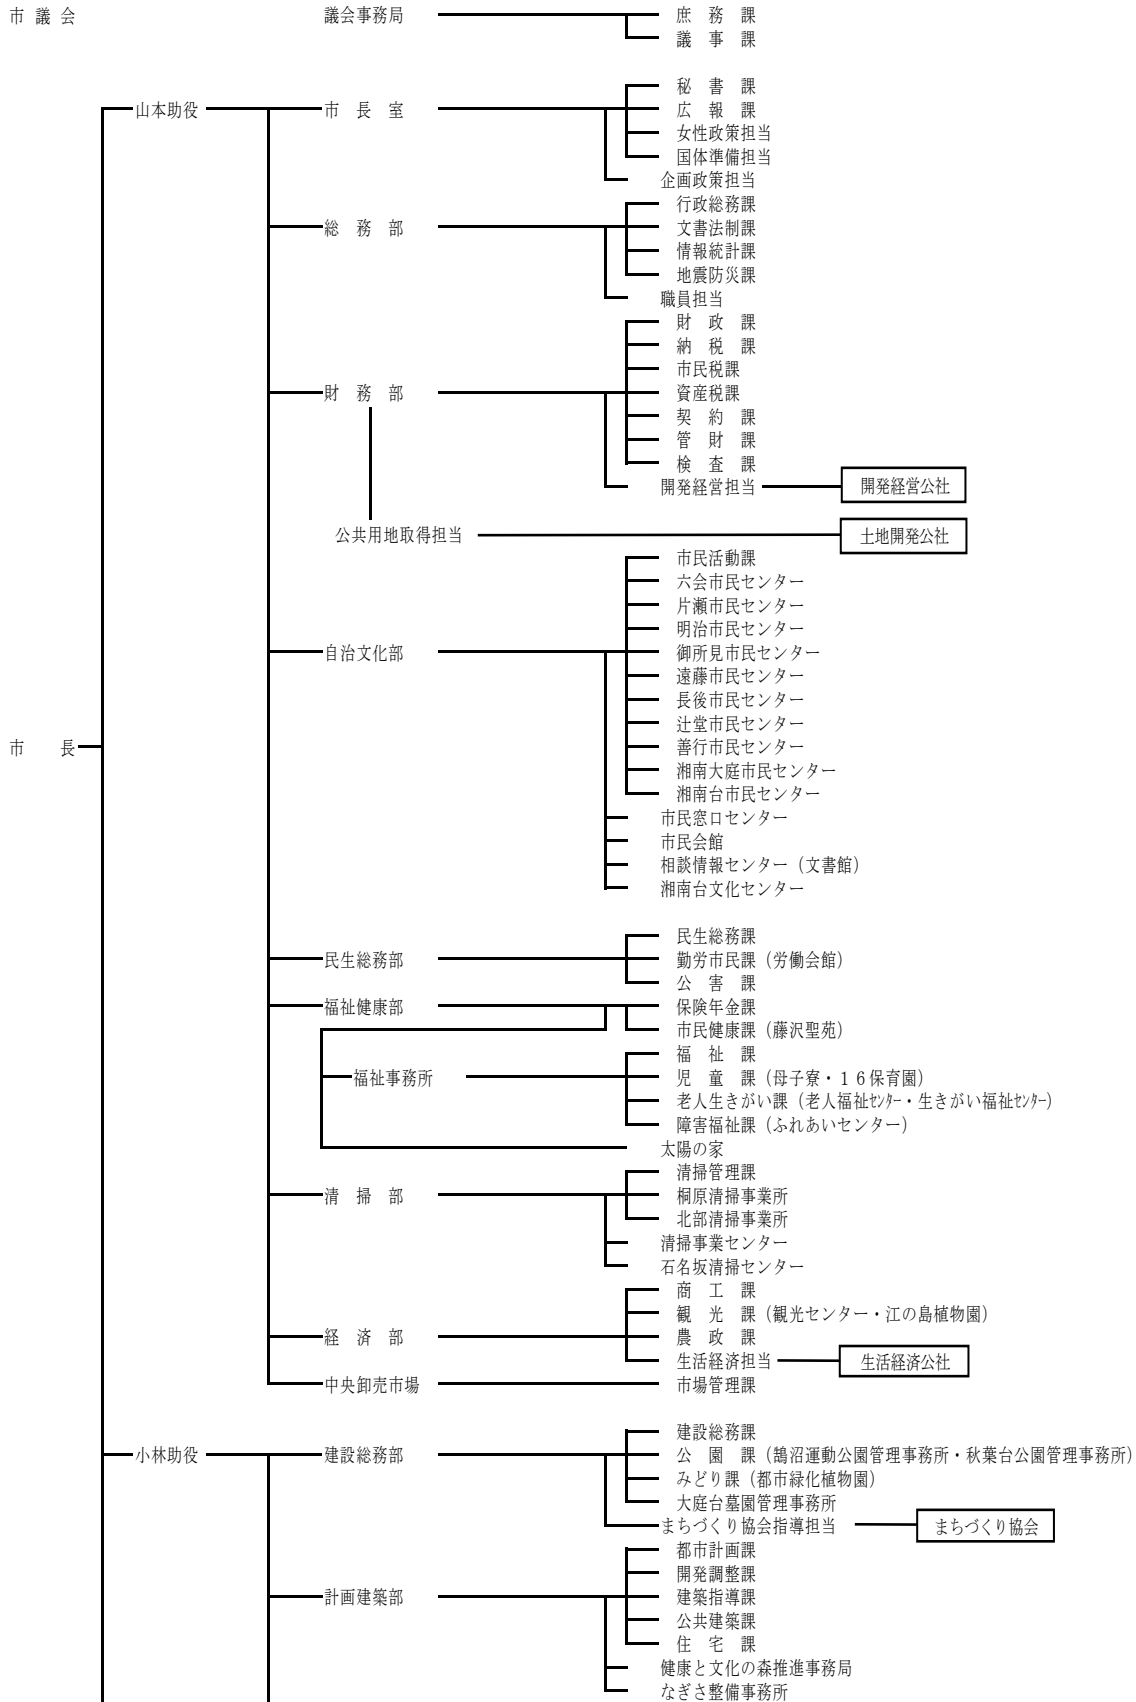 市 議 会 議会事務局 庶 務 課
議 事 課
秘 書 課
山本助役 市 長 室 広 報 課
女性政策担当
国体準備担当
企画政策担当
行政総務課
総 務 部 文書法制課
情報統計課
地震防災課
職員担当
財 政 課
納 税 課
市民税課
財 務 部 資産税課
契 約 課
管 財 課
検 査 課
開発経営担当 開発経営公社
公共用地取得担当 土地開発公社
市民活動課
六会市民センター
片瀬市民センター
明治市民センター
自治文化部 御所見市民センター
遠藤市民センター
長後市民センター
辻堂市民センター
市 長 善行市民センター
湘南大庭市民センター
湘南台市民センター
市民窓口センター
市民会館
相談情報センター（文書館）
湘南台文化センター
民生総務課
民生総務部 勤労市民課（労働会館）
公 害 課
福祉健康部 保険年金課
市民健康課（藤沢聖苑）
福 祉 課
福祉事務所 児 童 課（母子寮・１６保育園）
老人生きがい課（老人福祉ｾﾝﾀｰ・生きがい福祉ｾﾝﾀｰ）
障害福祉課（ふれあいセンター）
太陽の家
清掃管理課
清 掃 部 桐原清掃事業所
北部清掃事業所
清掃事業センター
石名坂清掃センター
商 工 課
観 光 課（観光センター・江の島植物園）
経 済 部 農 政 課
生活経済担当 生活経済公社
中央卸売市場 市場管理課
建設総務課
小林助役 建設総務部 公 園 課（鵠沼運動公園管理事務所・秋葉台公園管理事務所）
みどり課（都市緑化植物園）
大庭台墓園管理事務所
まちづくり協会指導担当 まちづくり協会
都市計画課
開発調整課
計画建築部 建築指導課
公共建築課
住 宅 課
健康と文化の森推進事務局
なぎさ整備事務所